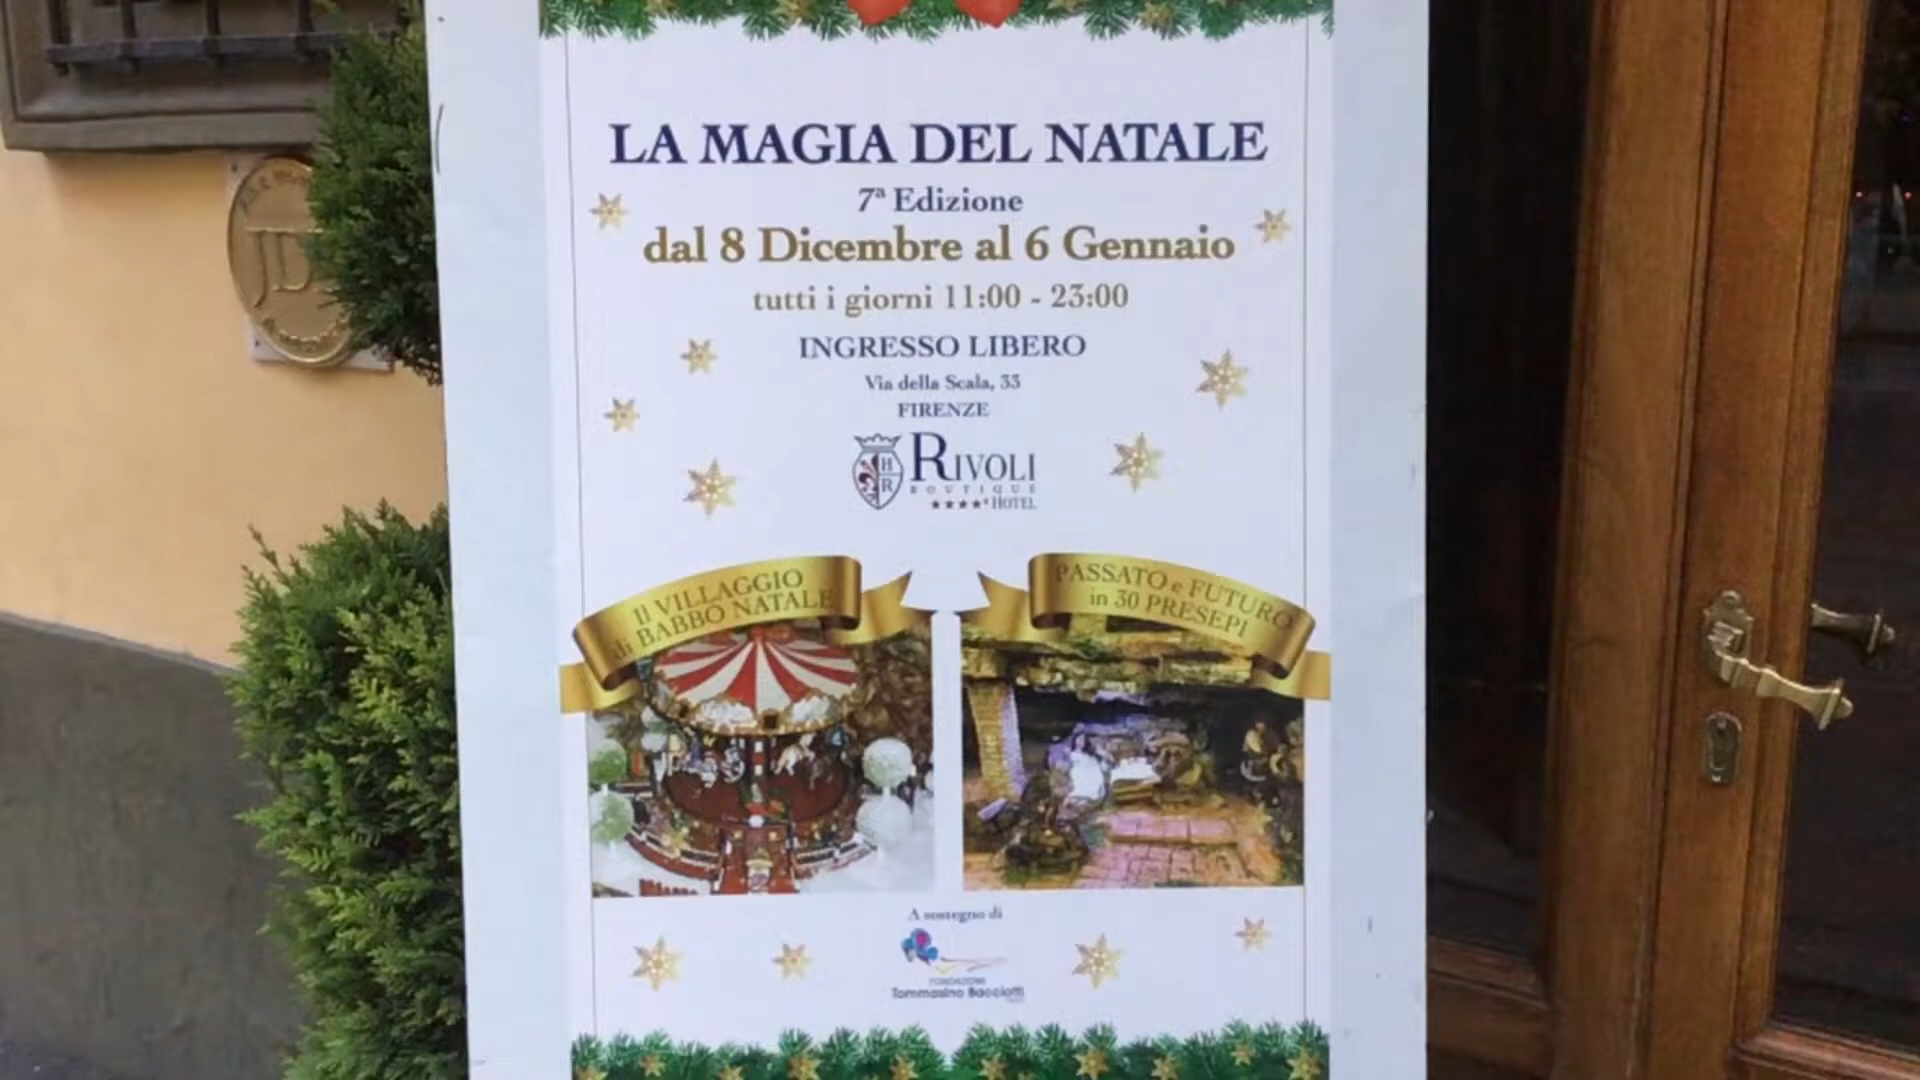 JD
LA MAGIA DEL NATALE
7ª Edizione
dal 8 Dicembre al 6 Gennaio
tutti i giorni 11:00 - 23:00
INGRESSO LIBERO
Via della Scala, 33
FIRENZE
H R
RIVOLI
BOUTIQUE
★★★★ˢ HOTEL
Il VILLAGGIO
di BABBO NATALE
PASSATO e FUTURO
in 30 PRESEPI
A sostegno di
FONDAZIONE
Tommasino Bacciotti